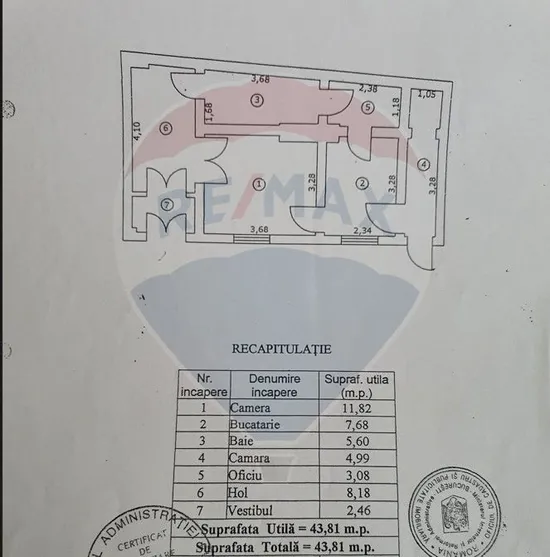 3,68
2,38
1,05
3
5
1,68
1,18
6
4,10
4
1
3,28
2
3,28
3,28
7
3,68
2,34
RE/MAX
RECAPITULAȚIE
Nr. incapere Denumire incapere Supraf. utila (m.p.)
1 Camera 11,82
2 Bucatarie 7,68
3 Baie 5,60
4 Camara 4,99
5 Oficiu 3,08
6 Hol 8,18
7 Vestibul 2,46
Suprafata Utilă = 43,81 m.p.
Suprafata Totală = 43,81 m.p.
ADMINISTRATIE
CERTIFICAT
DE